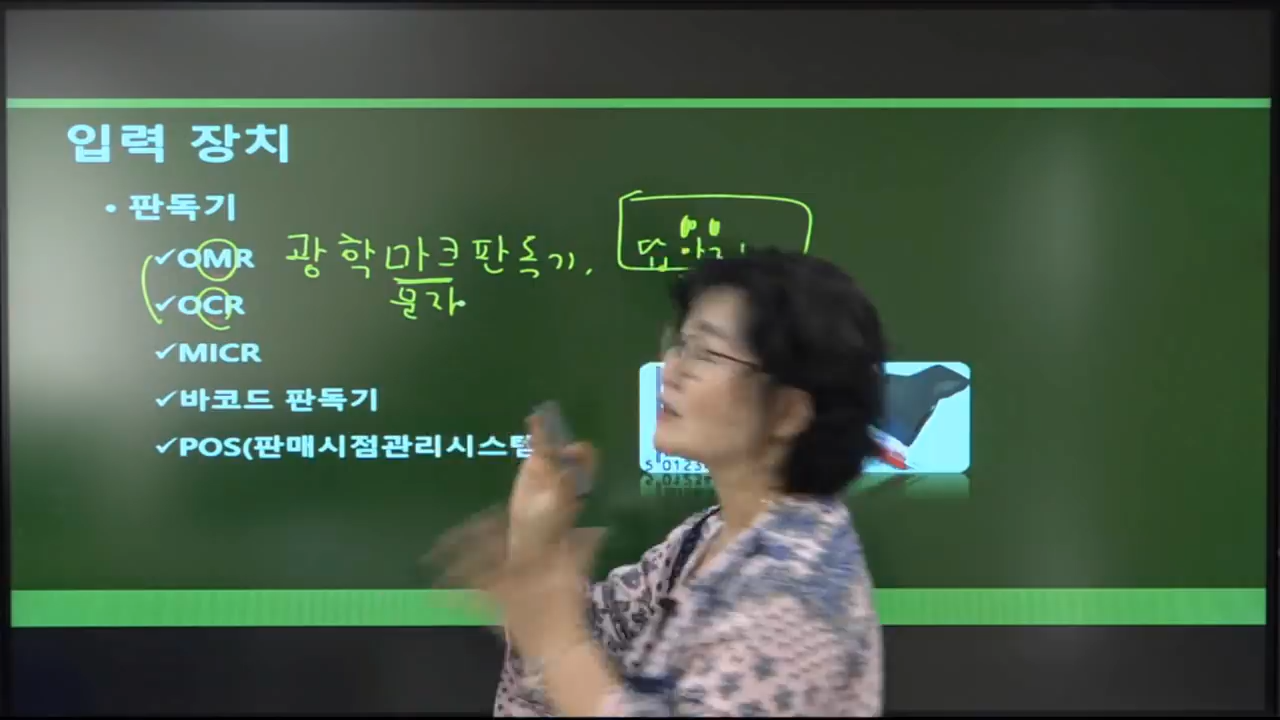 입력 장치
• 판독기
✓OMR 광학마크판독기.
✓OCR 문자
✓MICR
✓바코드 판독기
✓POS(판매시점관리시스템